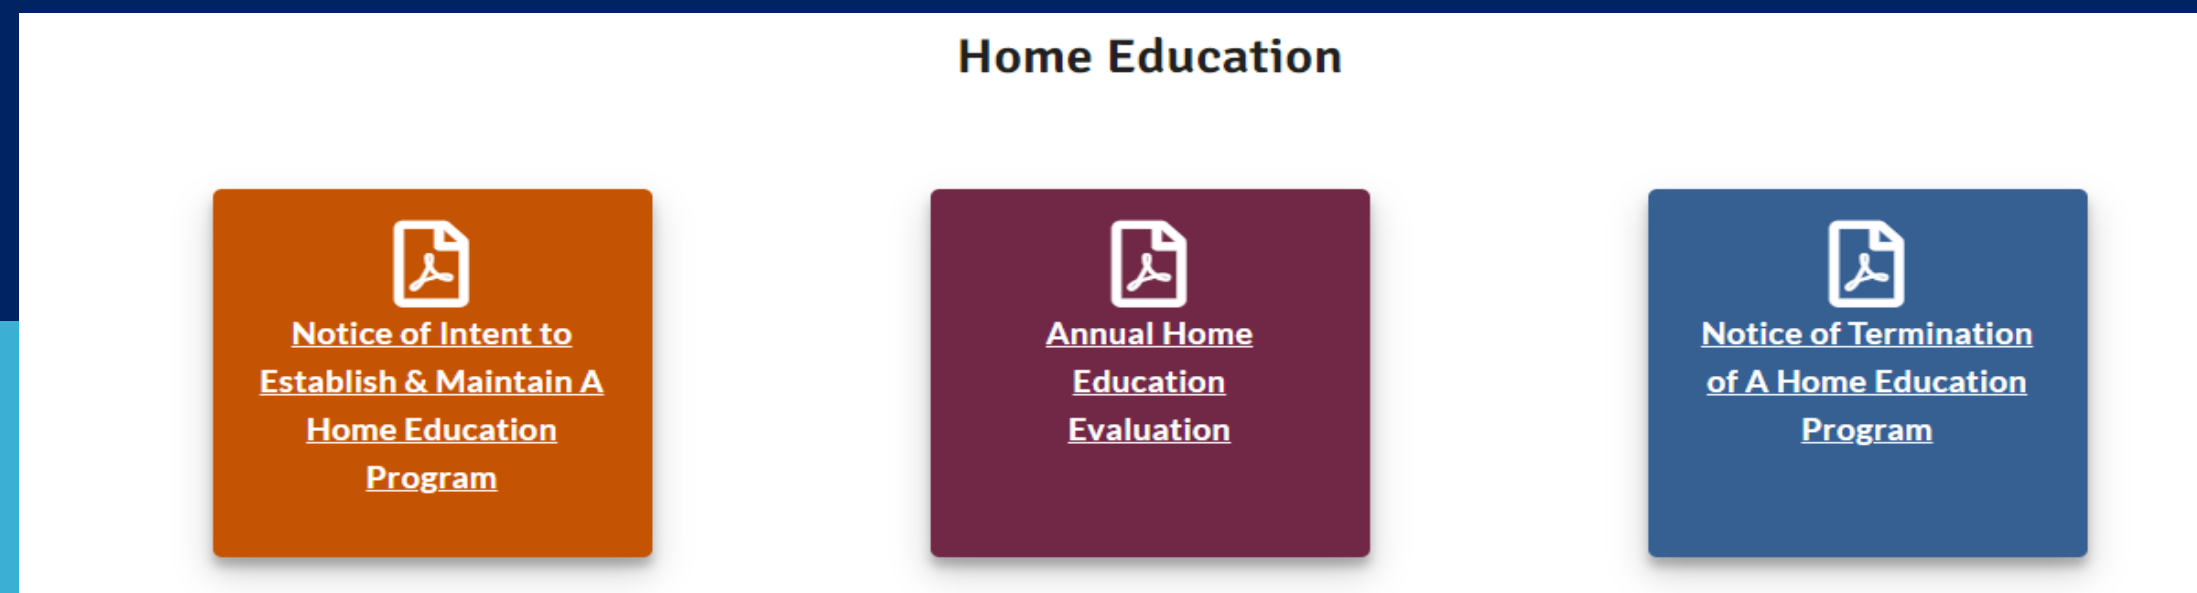 Home Education
Notice of Intent to
Establish & Maintain A
Home Education
Program
Annual Home
Education
Evaluation
Notice of Termination
of A Home Education
Program